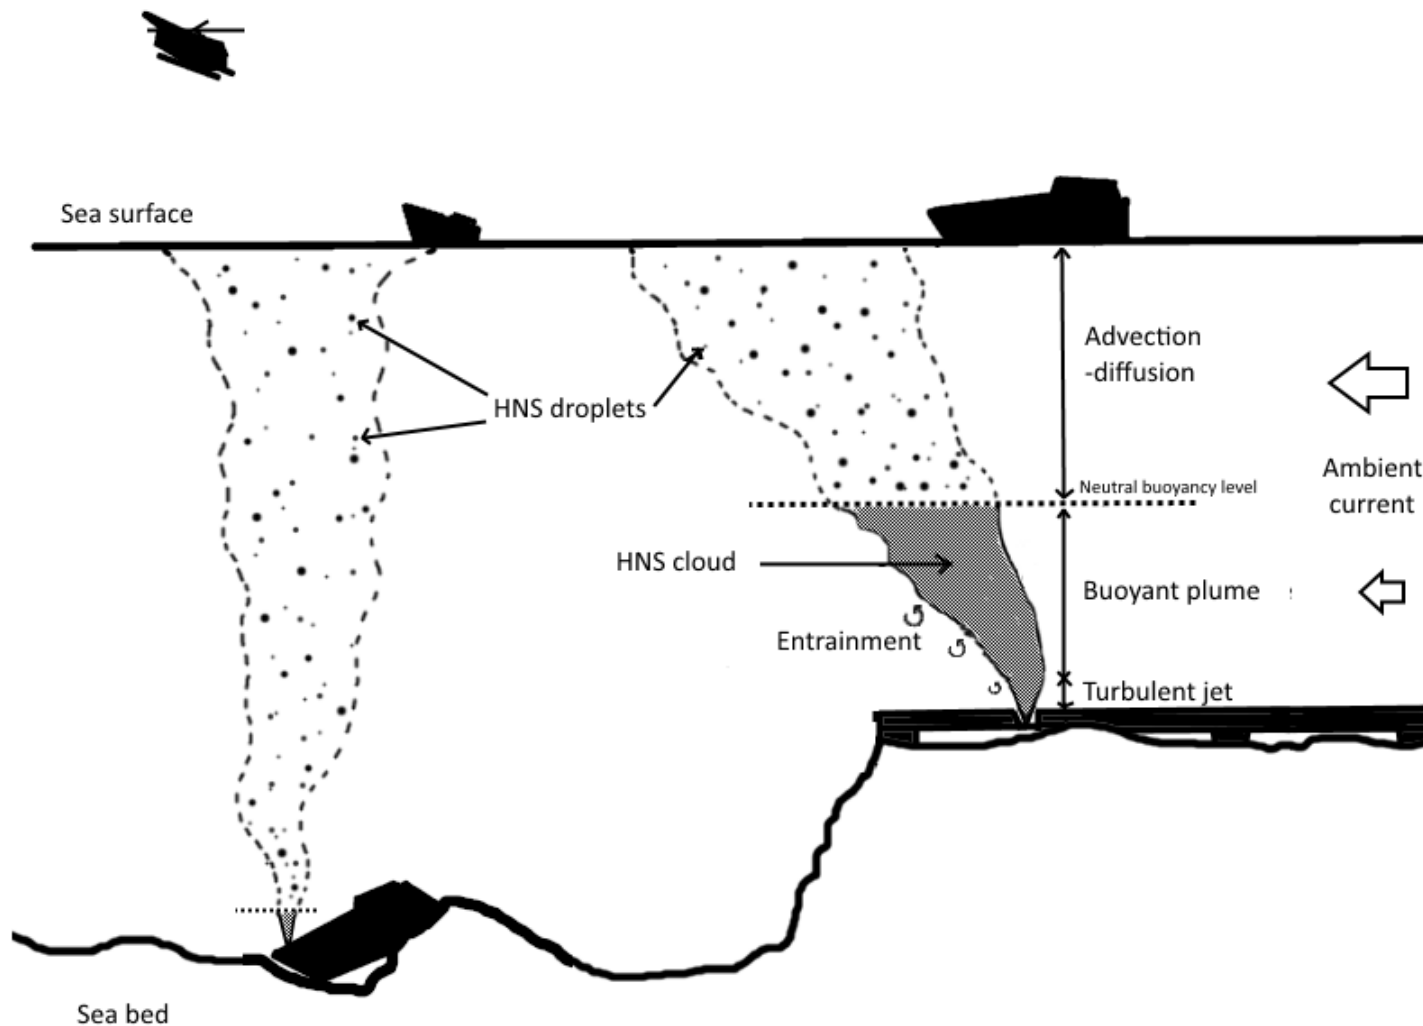 Sea surface
Advection
-diffusion
HNS droplets
Ambient
current
Neutral buoyancy level
HNS cloud
Buoyant plume
Entrainment
Turbulent jet
Sea bed